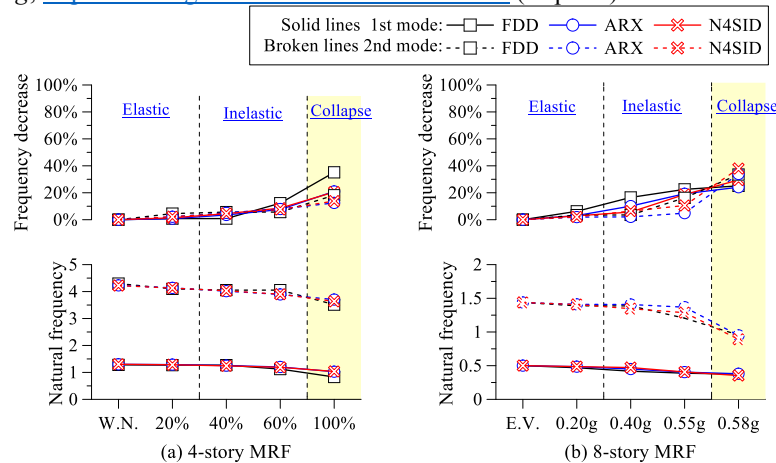 Solid lines 1st mode: FDD ARX N4SID
Broken lines 2nd mode: FDD ARX N4SID
Frequency decrease
100%
80%
60%
40%
20%
0%
Elastic
Inelastic
Collapse
Natural frequency
5
4
3
2
1
0
W.N. 20% 40% 60% 100%
(a) 4-story MRF
Frequency decrease
100%
80%
60%
40%
20%
0%
Elastic
Inelastic
Collapse
Natural frequency
2
1.5
1
0.5
0
E.V. 0.20g 0.40g 0.55g 0.58g
(b) 8-story MRF